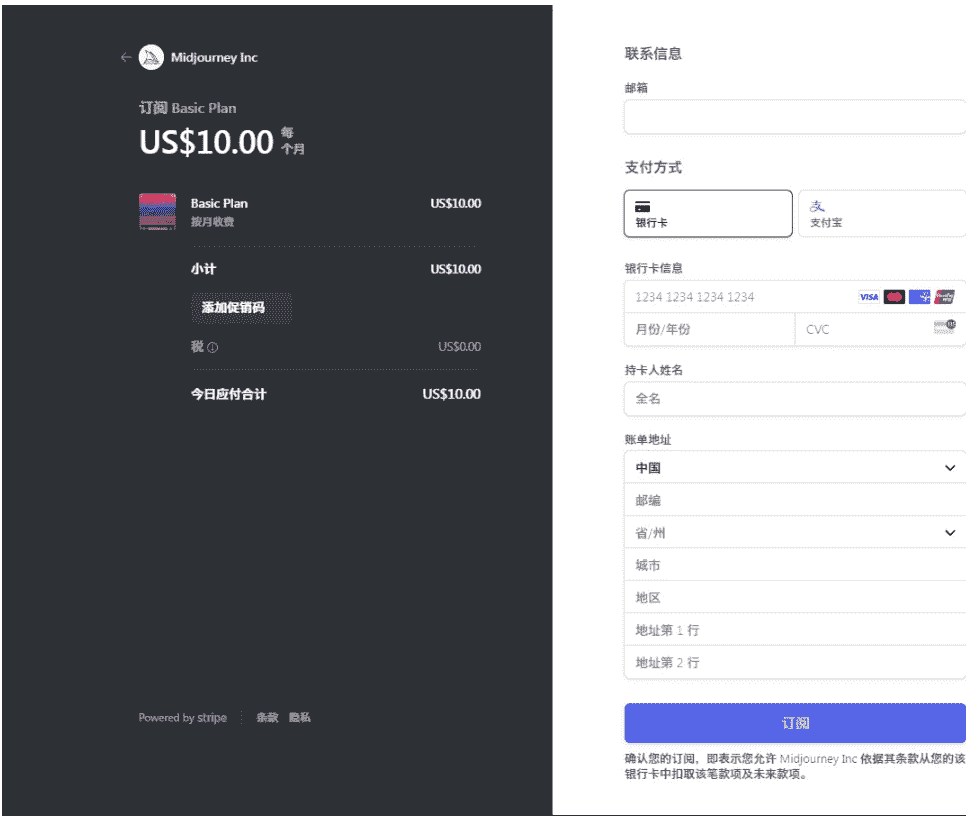 Midjourney Inc
订阅 Basic Plan
US$10.00 每个月
Basic Plan US$10.00
按月收费
小计 US$10.00
添加促销码
税 US$0.00
今日应付合计 US$10.00
Powered by stripe 条款 隐私
联系信息
邮箱
支付方式
银行卡
支付宝
银行卡信息
1234 1234 1234 1234 VISA
月份/年份 CVC
持卡人姓名
全名
账单地址
中国
邮编
省/州
城市
地区
地址第 1 行
地址第 2 行
订阅
确认您的订阅，即表示您允许 Midjourney Inc 依据其条款从您的该
银行卡中扣取该笔款项及未来款项。